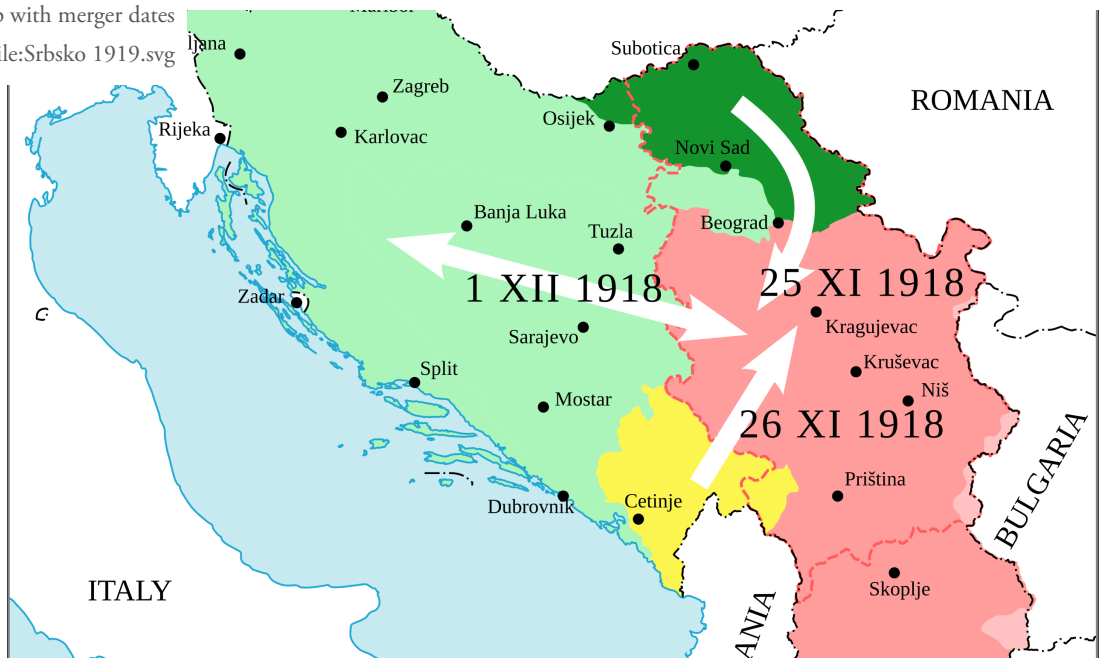 with merger dates
ile:Srbsko 1919.svg
ljana
Subotica
Zagreb
ROMANIA
Osijek
Rijeka
Karlovac
Novi Sad
Banja Luka
Beograd
Tuzla
1 XII 1918
25 XI 1918
Zadar
Kragujevac
Sarajevo
Kruševac
Split
Niš
Mostar
26 XI 1918
Priština
BULGARIA
Cetinje
Dubrovnik
Skoplje
ITALY
ANIA